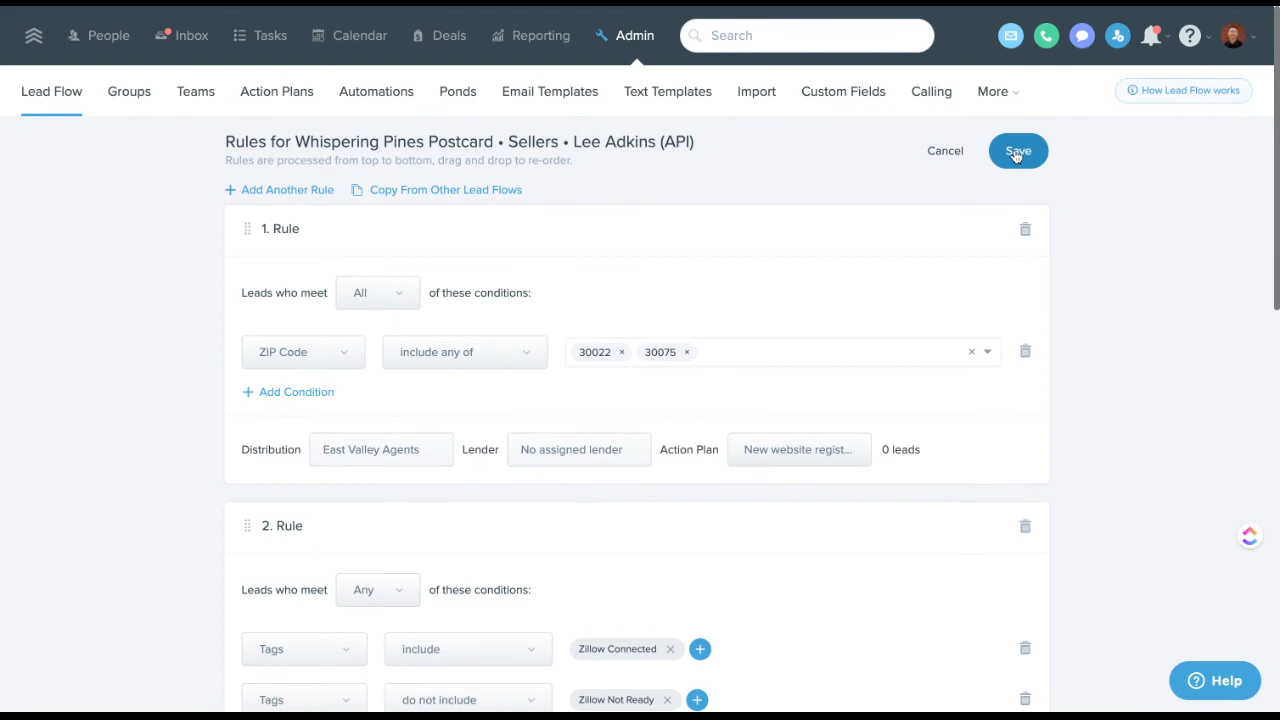 People Inbox Tasks Calendar Deals Reporting Admin Search ?
Lead Flow Groups Teams Action Plans Automations Ponds Email Templates Text Templates Import Custom Fields Calling More How Lead Flow works
Rules for Whispering Pines Postcard • Sellers • Lee Adkins (API)
Rules are processed from top to bottom, drag and drop to re-order.
Cancel Save
+ Add Another Rule Copy From Other Lead Flows
1. Rule
Leads who meet All of these conditions:
ZIP Code include any of 30022 × 30075 × ×
+ Add Condition
Distribution East Valley Agents Lender No assigned lender Action Plan New website regist... 0 leads
2. Rule
Leads who meet Any of these conditions:
Tags include Zillow Connected × +
Tags do not include Zillow Not Ready × +
? Help